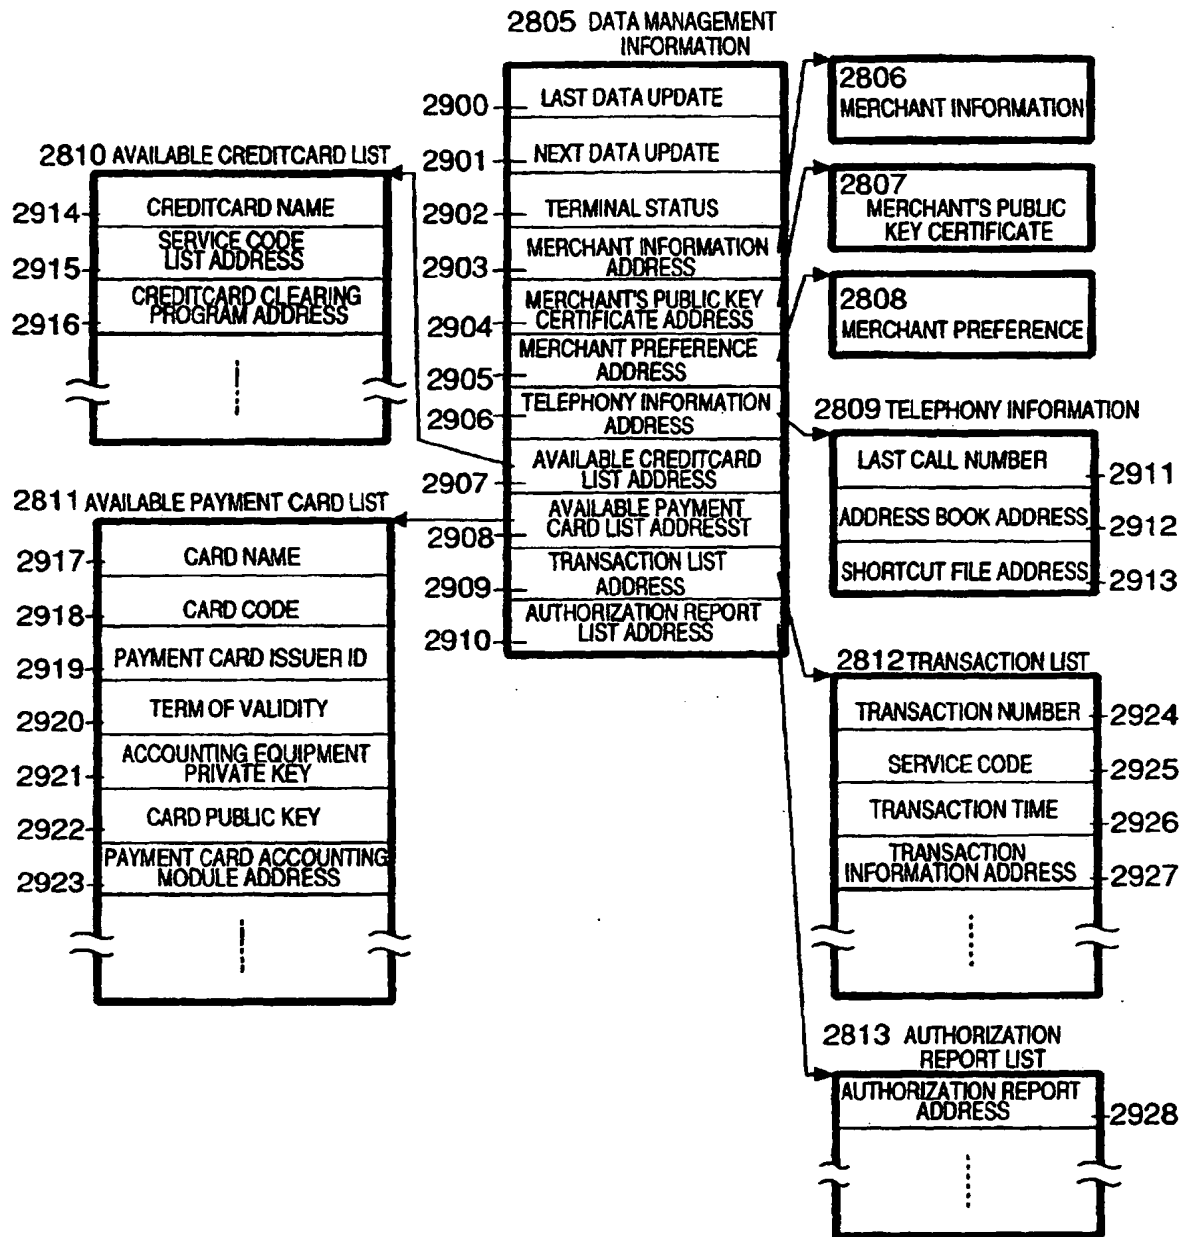 2805 DATA MANAGEMENT
INFORMATION
2900
LAST DATA UPDATE
2901
NEXT DATA UPDATE
2902
TERMINAL STATUS
2903
MERCHANT INFORMATION
ADDRESS
2904
MERCHANT'S PUBLIC KEY
CERTIFICATE ADDRESS
2905
MERCHANT PREFERENCE
ADDRESS
2906
TELEPHONY INFORMATION
ADDRESS
2907
AVAILABLE CREDITCARD
LIST ADDRESS
2908
AVAILABLE PAYMENT
CARD LIST ADDRESST
2909
TRANSACTION LIST
ADDRESS
2910
AUTHORIZATION REPORT
LIST ADDRESS
2810 AVAILABLE CREDITCARD LIST
2914
CREDITCARD NAME
2915
SERVICE CODE
LIST ADDRESS
2916
CREDITCARD CLEARING
PROGRAM ADDRESS
2811 AVAILABLE PAYMENT CARD LIST
2917
CARD NAME
2918
CARD CODE
2919
PAYMENT CARD ISSUER ID
2920
TERM OF VALIDITY
2921
ACCOUNTING EQUIPMENT
PRIVATE KEY
2922
CARD PUBLIC KEY
2923
PAYMENT CARD ACCOUNTING
MODULE ADDRESS
2806
MERCHANT INFORMATION
2807
MERCHANT'S PUBLIC
KEY CERTIFICATE
2808
MERCHANT PREFERENCE
2809 TELEPHONY INFORMATION
LAST CALL NUMBER
2911
ADDRESS BOOK ADDRESS
2912
SHORTCUT FILE ADDRESS
2913
2812 TRANSACTION LIST
TRANSACTION NUMBER
2924
SERVICE CODE
2925
TRANSACTION TIME
2926
TRANSACTION
INFORMATION ADDRESS
2927
2813 AUTHORIZATION
REPORT LIST
AUTHORIZATION REPORT
ADDRESS
2928